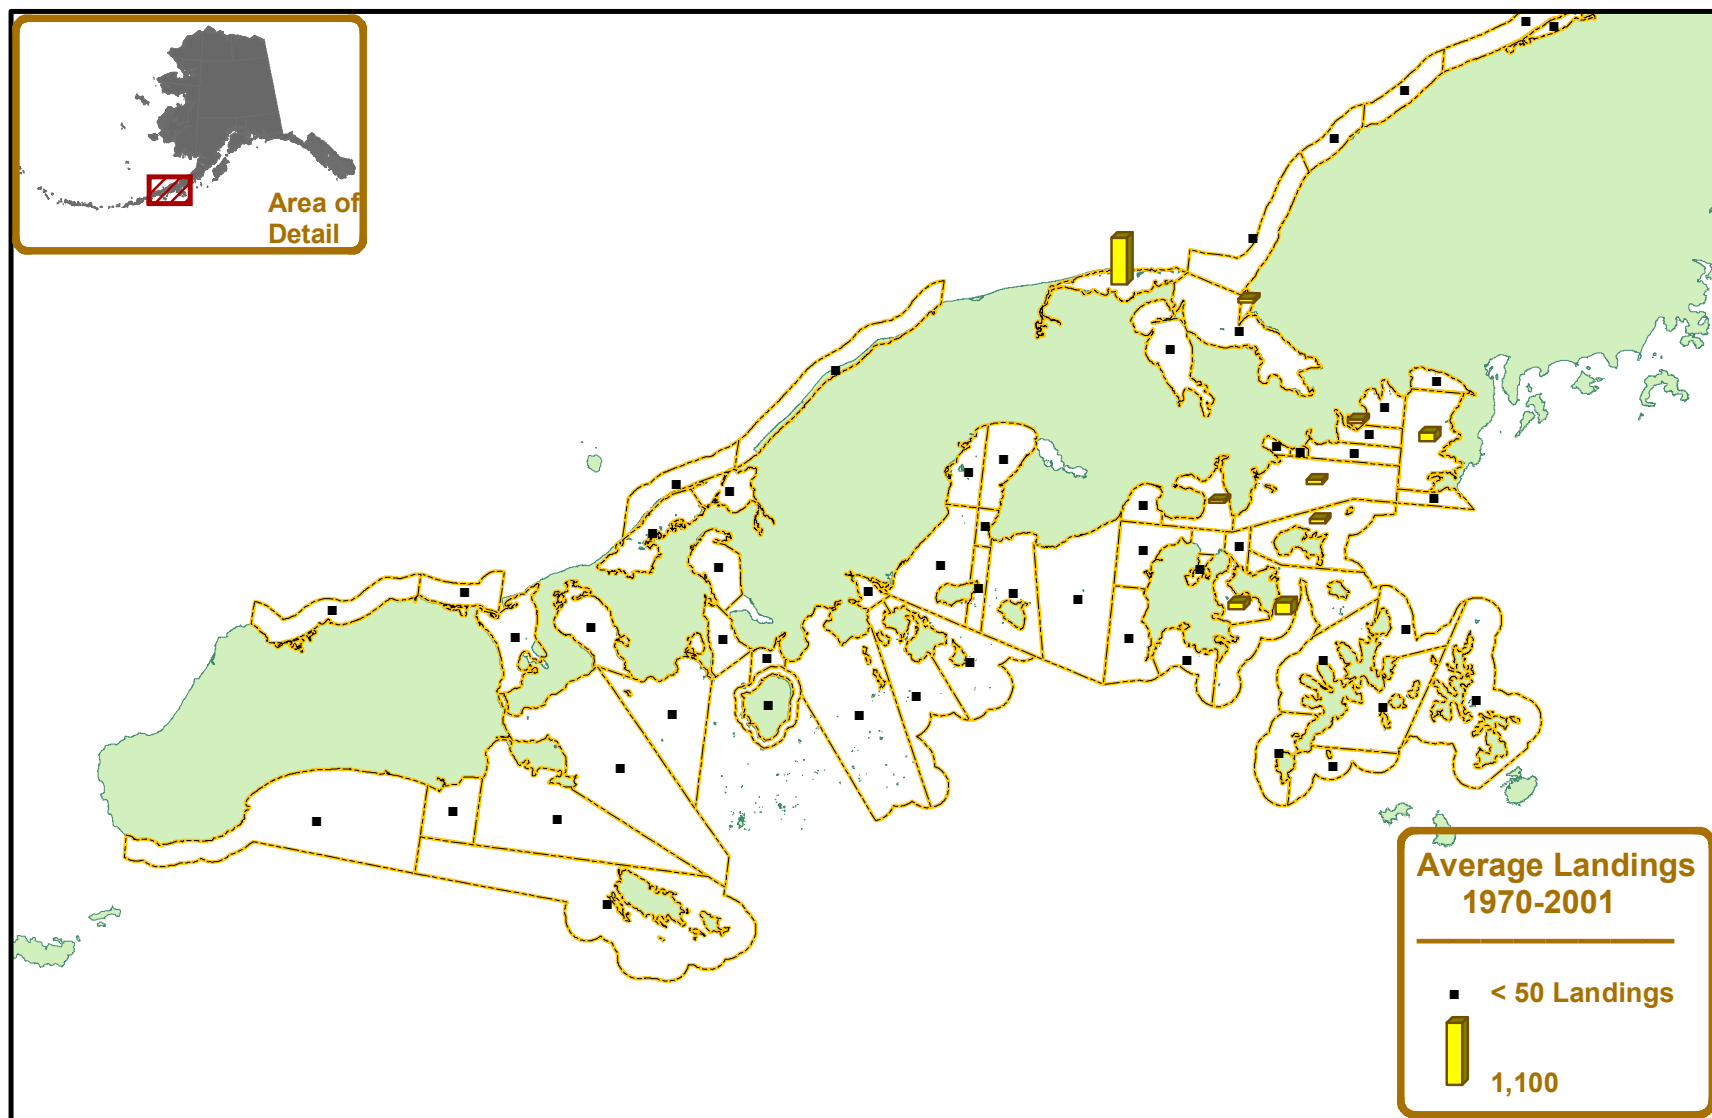 Area of
Detail
Average Landings
1970-2001
< 50 Landings
1,100